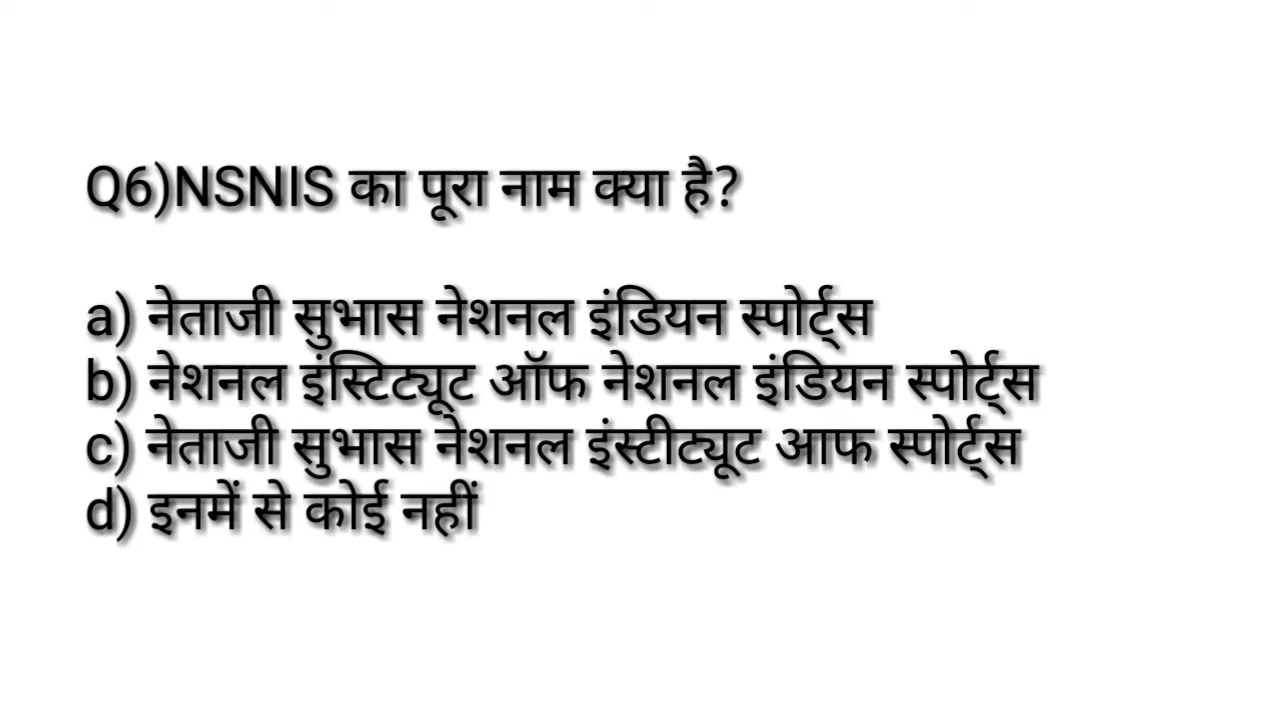 Q6)NSNIS का पूरा नाम क्या है?
a) नेताजी सुभास नेशनल इंडियन स्पोर्ट्स
b) नेशनल इंस्टिट्यूट ऑफ नेशनल इंडियन स्पोर्ट्स
c) नेताजी सुभास नेशनल इंस्टीट्यूट आफ स्पोर्ट्स
d) इनमें से कोई नहीं